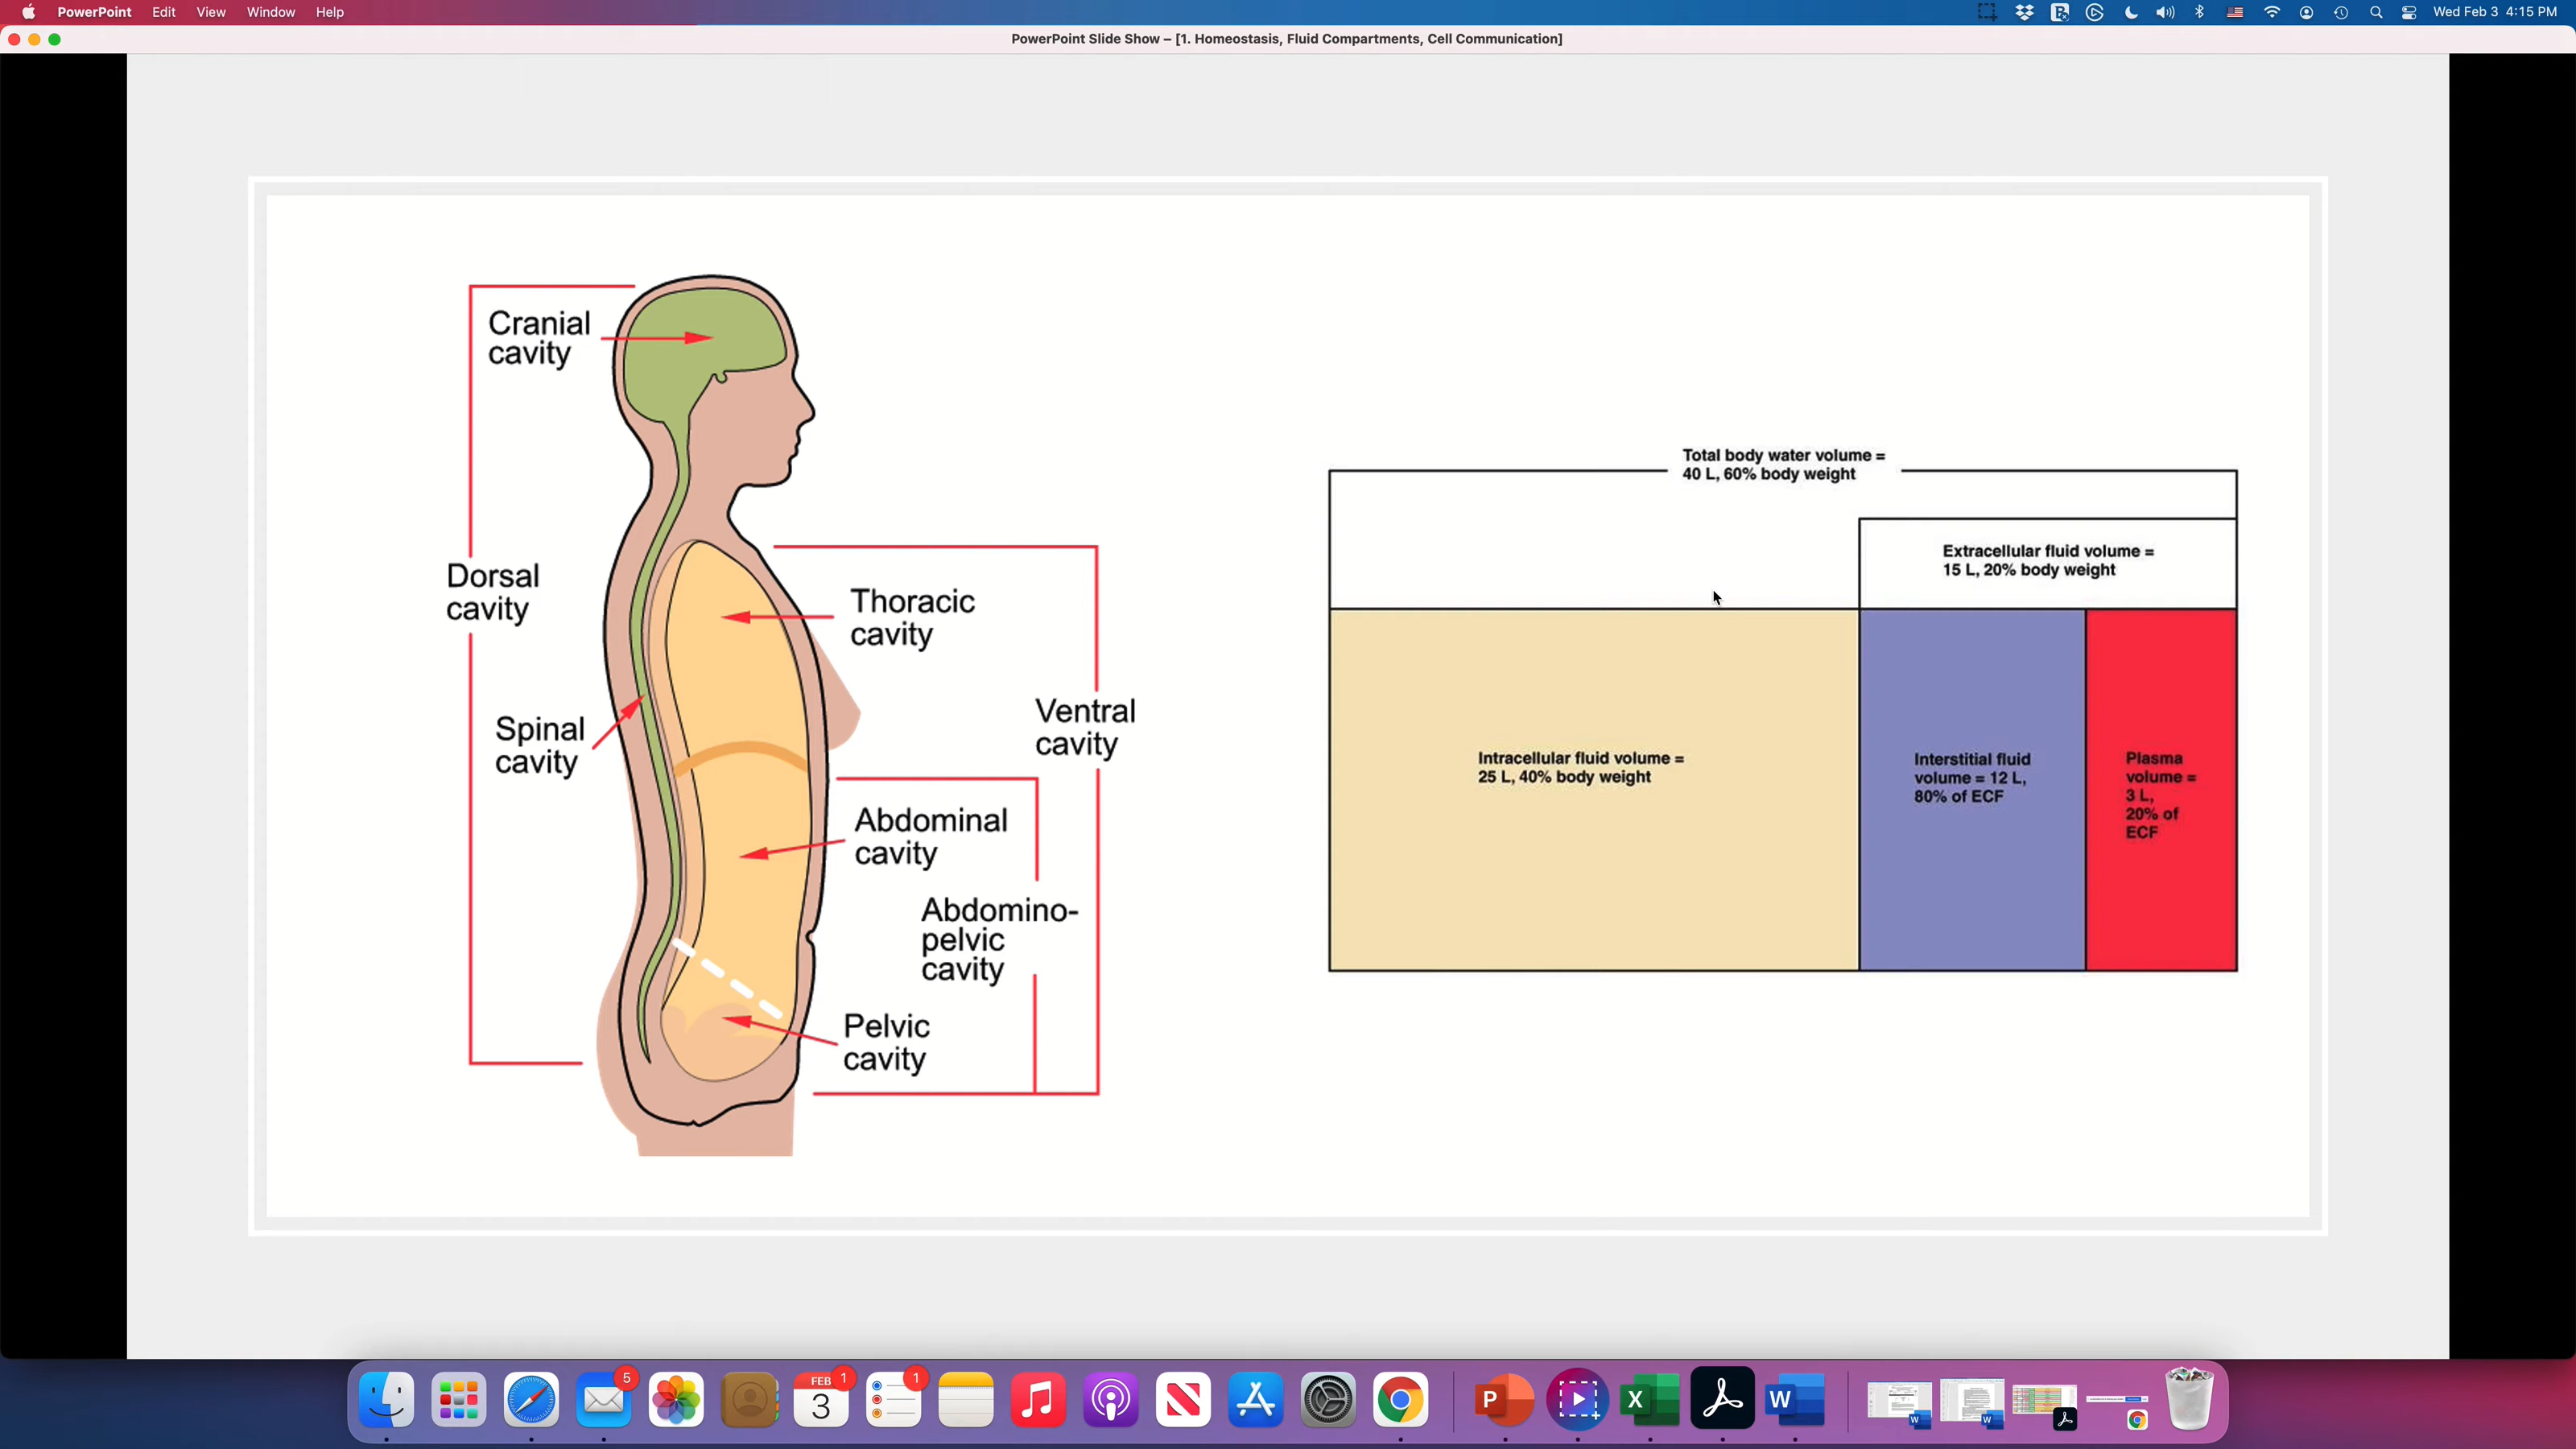 PowerPoint Edit View Window Help
Wed Feb 3 4:15 PM
PowerPoint Slide Show – [1. Homeostasis, Fluid Compartments, Cell Communication]
Cranial
cavity
Dorsal
cavity
Spinal
cavity
Thoracic
cavity
Ventral
cavity
Abdominal
cavity
Abdomino-
pelvic
cavity
Pelvic
cavity
Total body water volume =
40 L, 60% body weight
Extracellular fluid volume =
15 L, 20% body weight
Intracellular fluid volume =
25 L, 40% body weight
Interstitial fluid
volume = 12 L,
80% of ECF
Plasma
volume =
3 L,
20% of
ECF
5
FEB
3
1
1
P
X
W
W
W